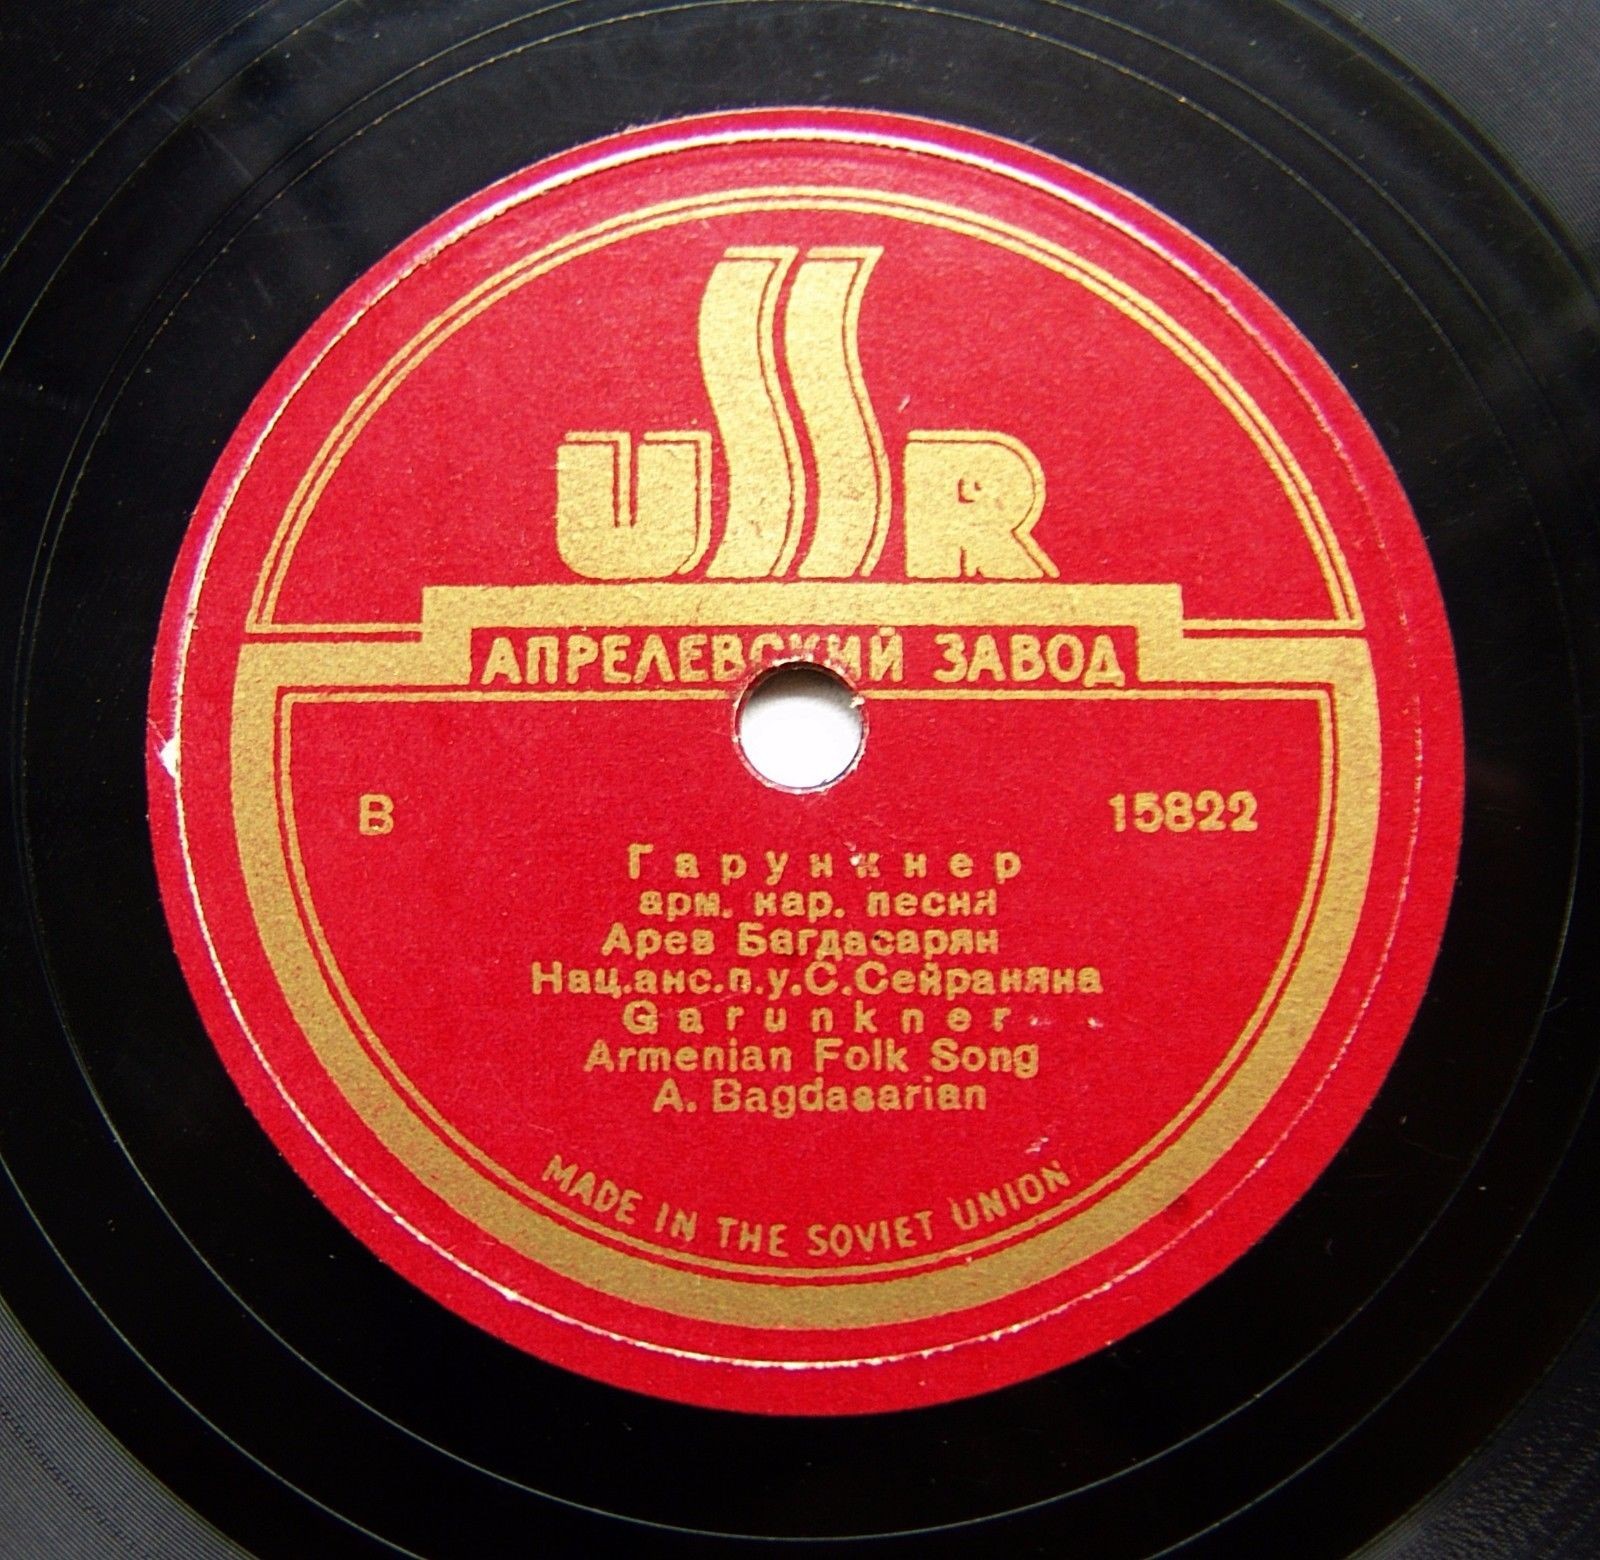 USSR
АПРЕЛЕВСКИЙ ЗАВОД
В 15822
Гарункнер
арм. нар. песня
Арев Багдасарян
Нац.анс.п.у.С.Сейраняна
Garunkner
Armenian Folk Song
A. Bagdasarian
MADE IN THE SOVIET UNION